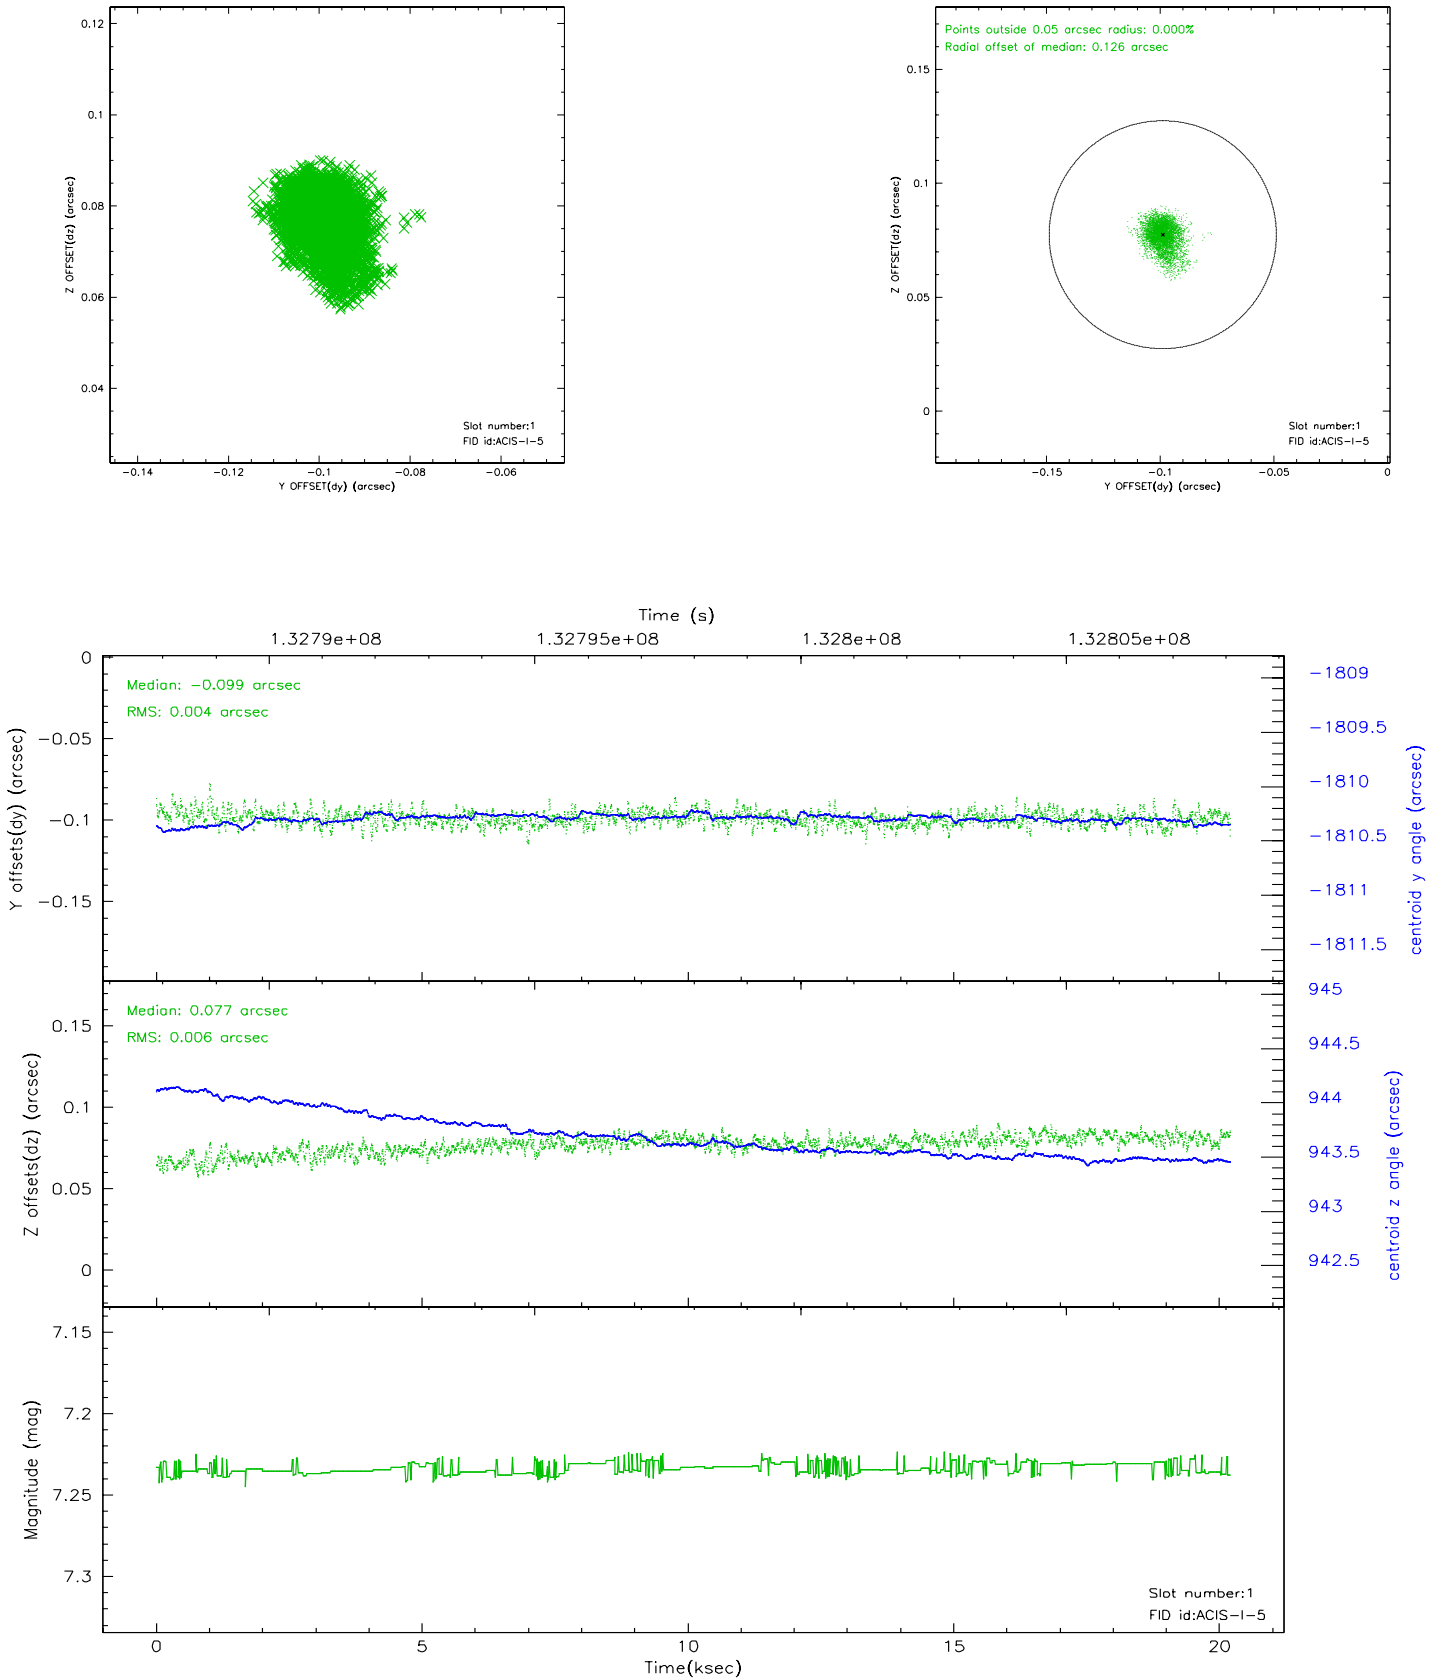 0.12
0.1
0.08
0.06
0.04
Z OFFSET(dz) (arcsec)
Slot number:1
FID id:ACIS-I-5
-0.14
-0.12
-0.1
-0.08
-0.06
Y OFFSET(dy) (arcsec)
Points outside 0.05 arcsec radius: 0.000%
Radial offset of median: 0.126 arcsec
0.15
0.1
0.05
0
Z OFFSET(dz) (arcsec)
Slot number:1
FID id:ACIS-I-5
-0.15
-0.1
-0.05
0
Y OFFSET(dy) (arcsec)
Time (s)
1.3279e+08
1.32795e+08
1.328e+08
1.32805e+08
Median: -0.099 arcsec
RMS: 0.004 arcsec
0
-0.05
-0.1
-0.15
Y offsets(dy) (arcsec)
-1809
-1809.5
-1810
-1810.5
-1811
-1811.5
centroid y angle (arcsec)
Median: 0.077 arcsec
RMS: 0.006 arcsec
0.15
0.1
0.05
0
Z offsets(dz) (arcsec)
945
944.5
944
943.5
943
942.5
centroid z angle (arcsec)
7.15
7.2
7.25
7.3
Magnitude (mag)
Slot number:1
FID id:ACIS-I-5
0
5
10
15
20
Time(ksec)